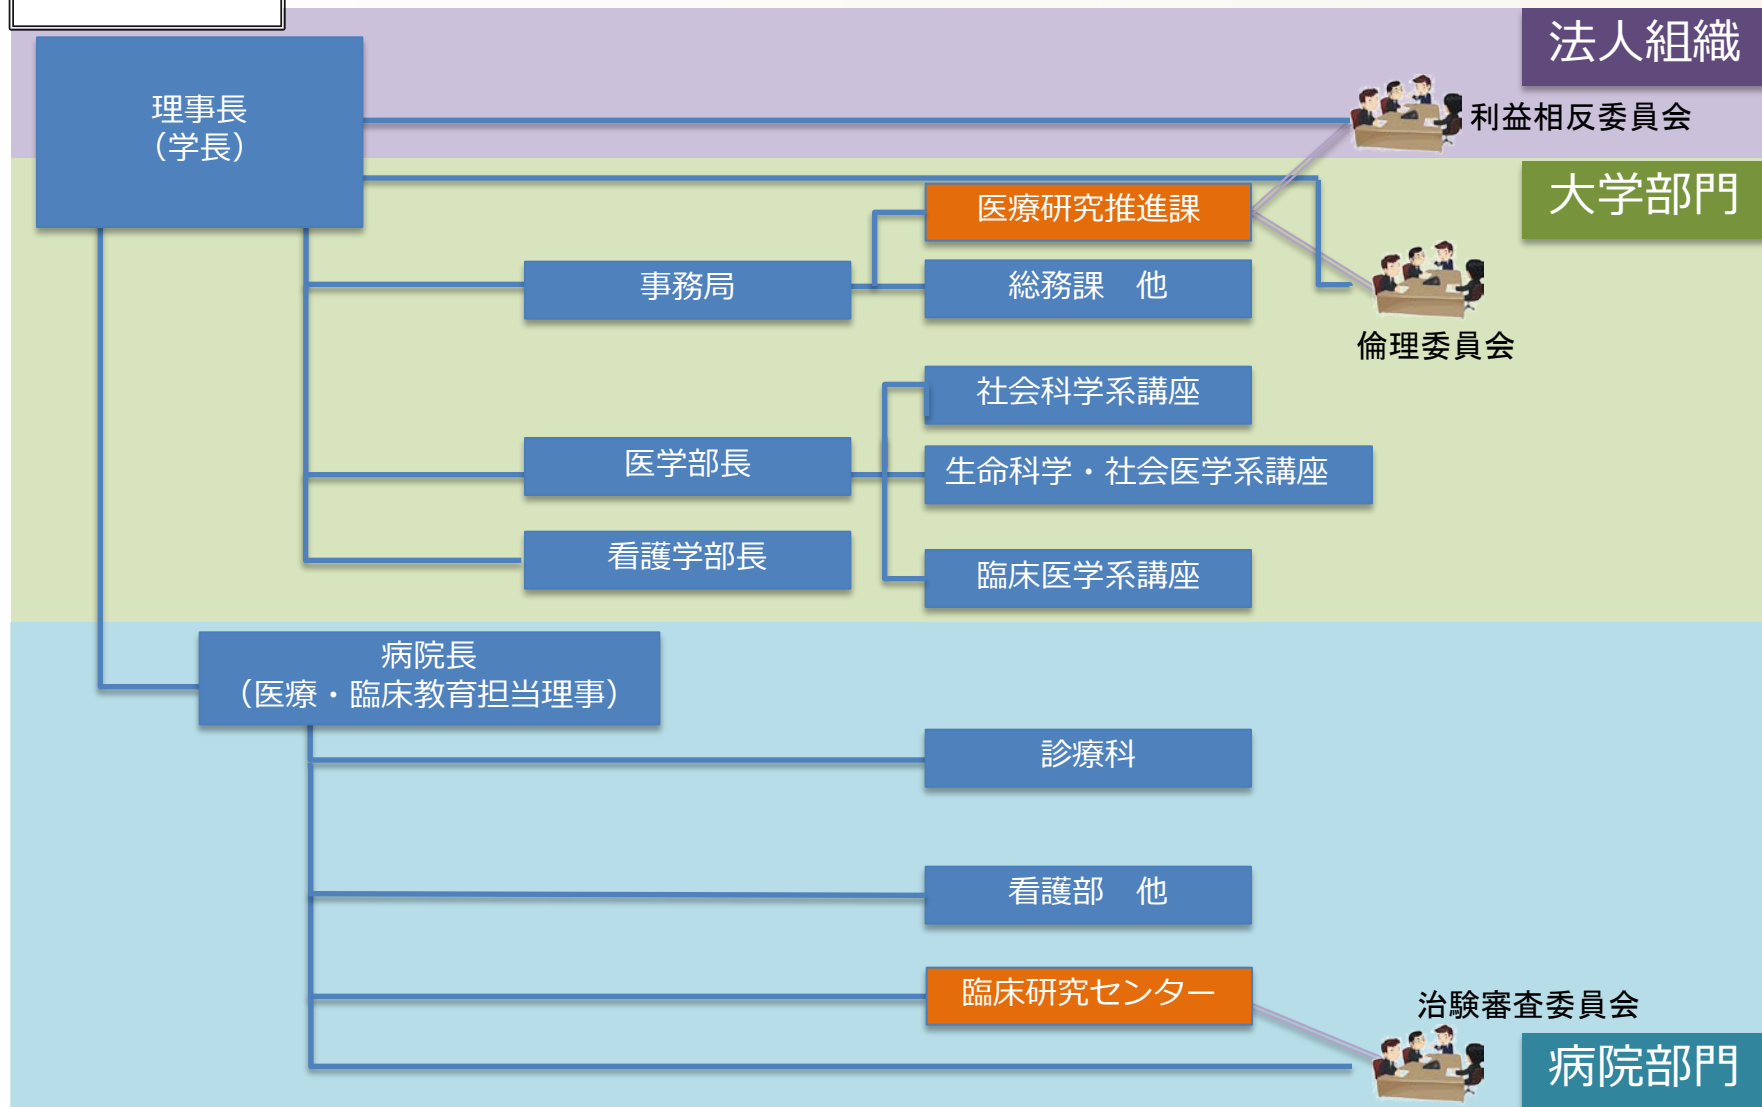 法人組織
理事長
（学長）
利益相反委員会
大学部門
医療研究推進課
事務局
総務課　他
倫理委員会
社会科学系講座
医学部長
生命科学・社会医学系講座
看護学部長
臨床医学系講座
病院長
（医療・臨床教育担当理事）
診療科
看護部　他
臨床研究センター
治験審査委員会
病院部門